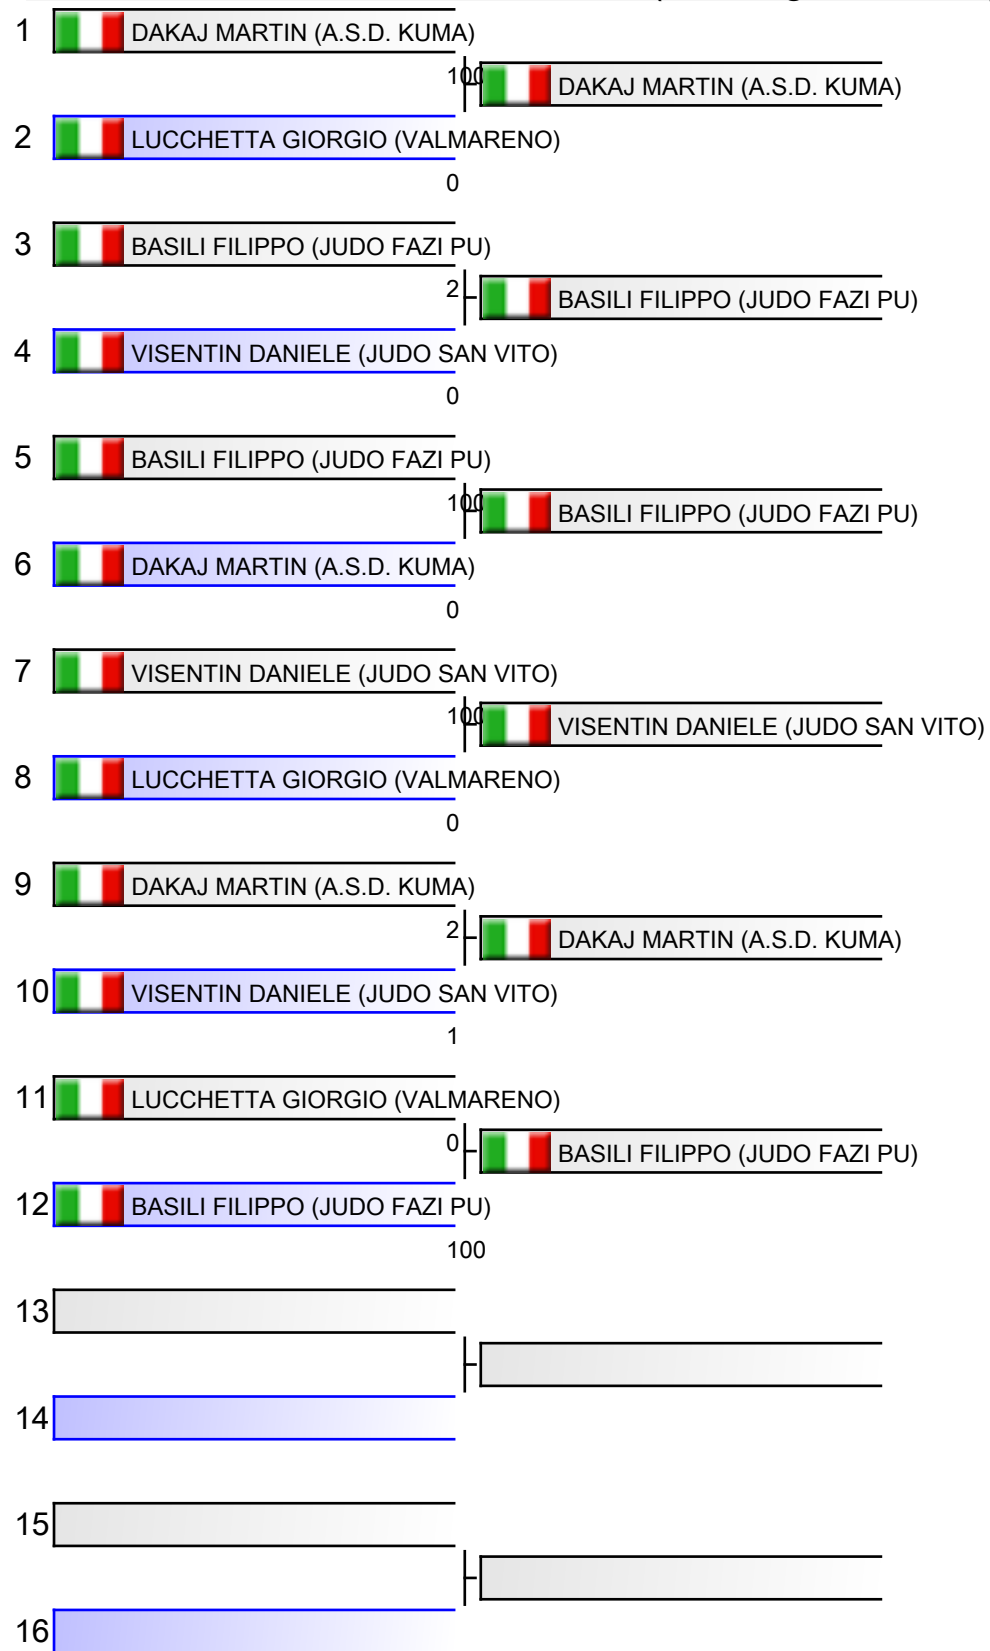 1 DAKAJ MARTIN (A.S.D. KUMA)
100
DAKAJ MARTIN (A.S.D. KUMA)
2 LUCCHETTA GIORGIO (VALMARENO)
0
3 BASILI FILIPPO (JUDO FAZI PU)
2
BASILI FILIPPO (JUDO FAZI PU)
4 VISENTIN DANIELE (JUDO SAN VITO)
0
5 BASILI FILIPPO (JUDO FAZI PU)
100
BASILI FILIPPO (JUDO FAZI PU)
6 DAKAJ MARTIN (A.S.D. KUMA)
0
7 VISENTIN DANIELE (JUDO SAN VITO)
100
VISENTIN DANIELE (JUDO SAN VITO)
8 LUCCHETTA GIORGIO (VALMARENO)
0
9 DAKAJ MARTIN (A.S.D. KUMA)
2
DAKAJ MARTIN (A.S.D. KUMA)
10 VISENTIN DANIELE (JUDO SAN VITO)
1
11 LUCCHETTA GIORGIO (VALMARENO)
0
BASILI FILIPPO (JUDO FAZI PU)
12 BASILI FILIPPO (JUDO FAZI PU)
100
13
14
15
16